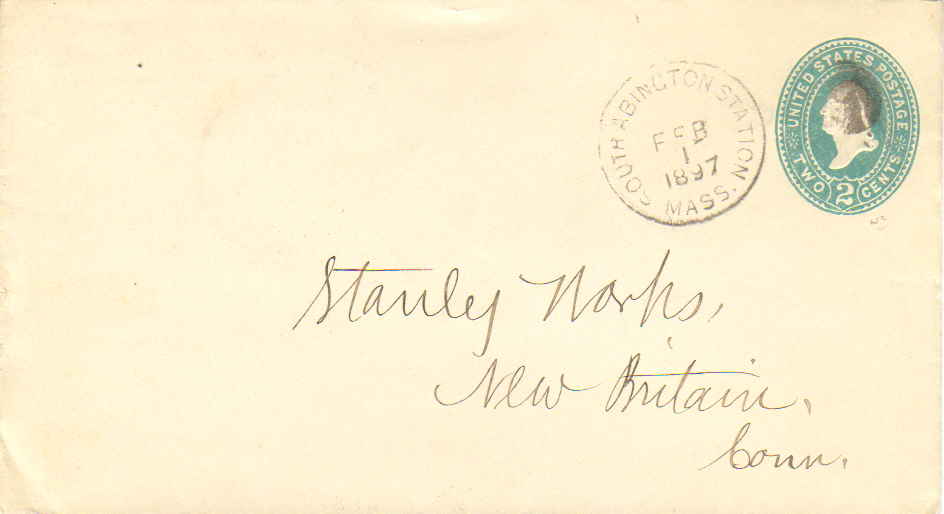 SOUTH ABINGTON STATION
FEB
1
1897
MASS.
UNITED STATES POSTAGE
TWO 2 CENTS
Stanley Works,
New Britain,
Conn.